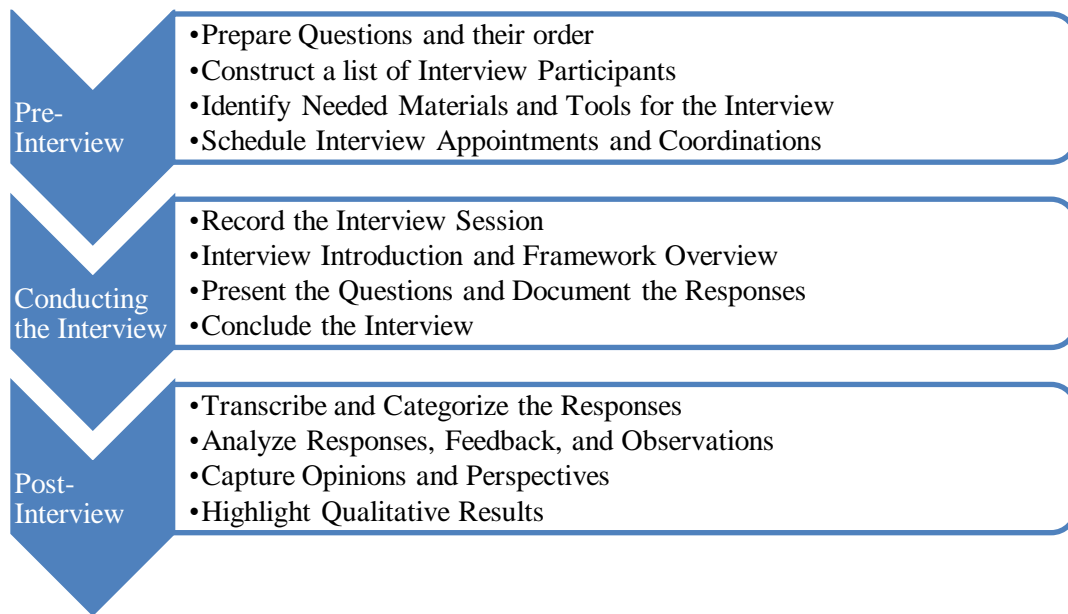 Pre-
Interview
•Prepare Questions and their order
•Construct a list of Interview Participants
•Identify Needed Materials and Tools for the Interview
•Schedule Interview Appointments and Coordinations
Conducting
the Interview
•Record the Interview Session
•Interview Introduction and Framework Overview
•Present the Questions and Document the Responses
•Conclude the Interview
Post-
Interview
•Transcribe and Categorize the Responses
•Analyze Responses, Feedback, and Observations
•Capture Opinions and Perspectives
•Highlight Qualitative Results